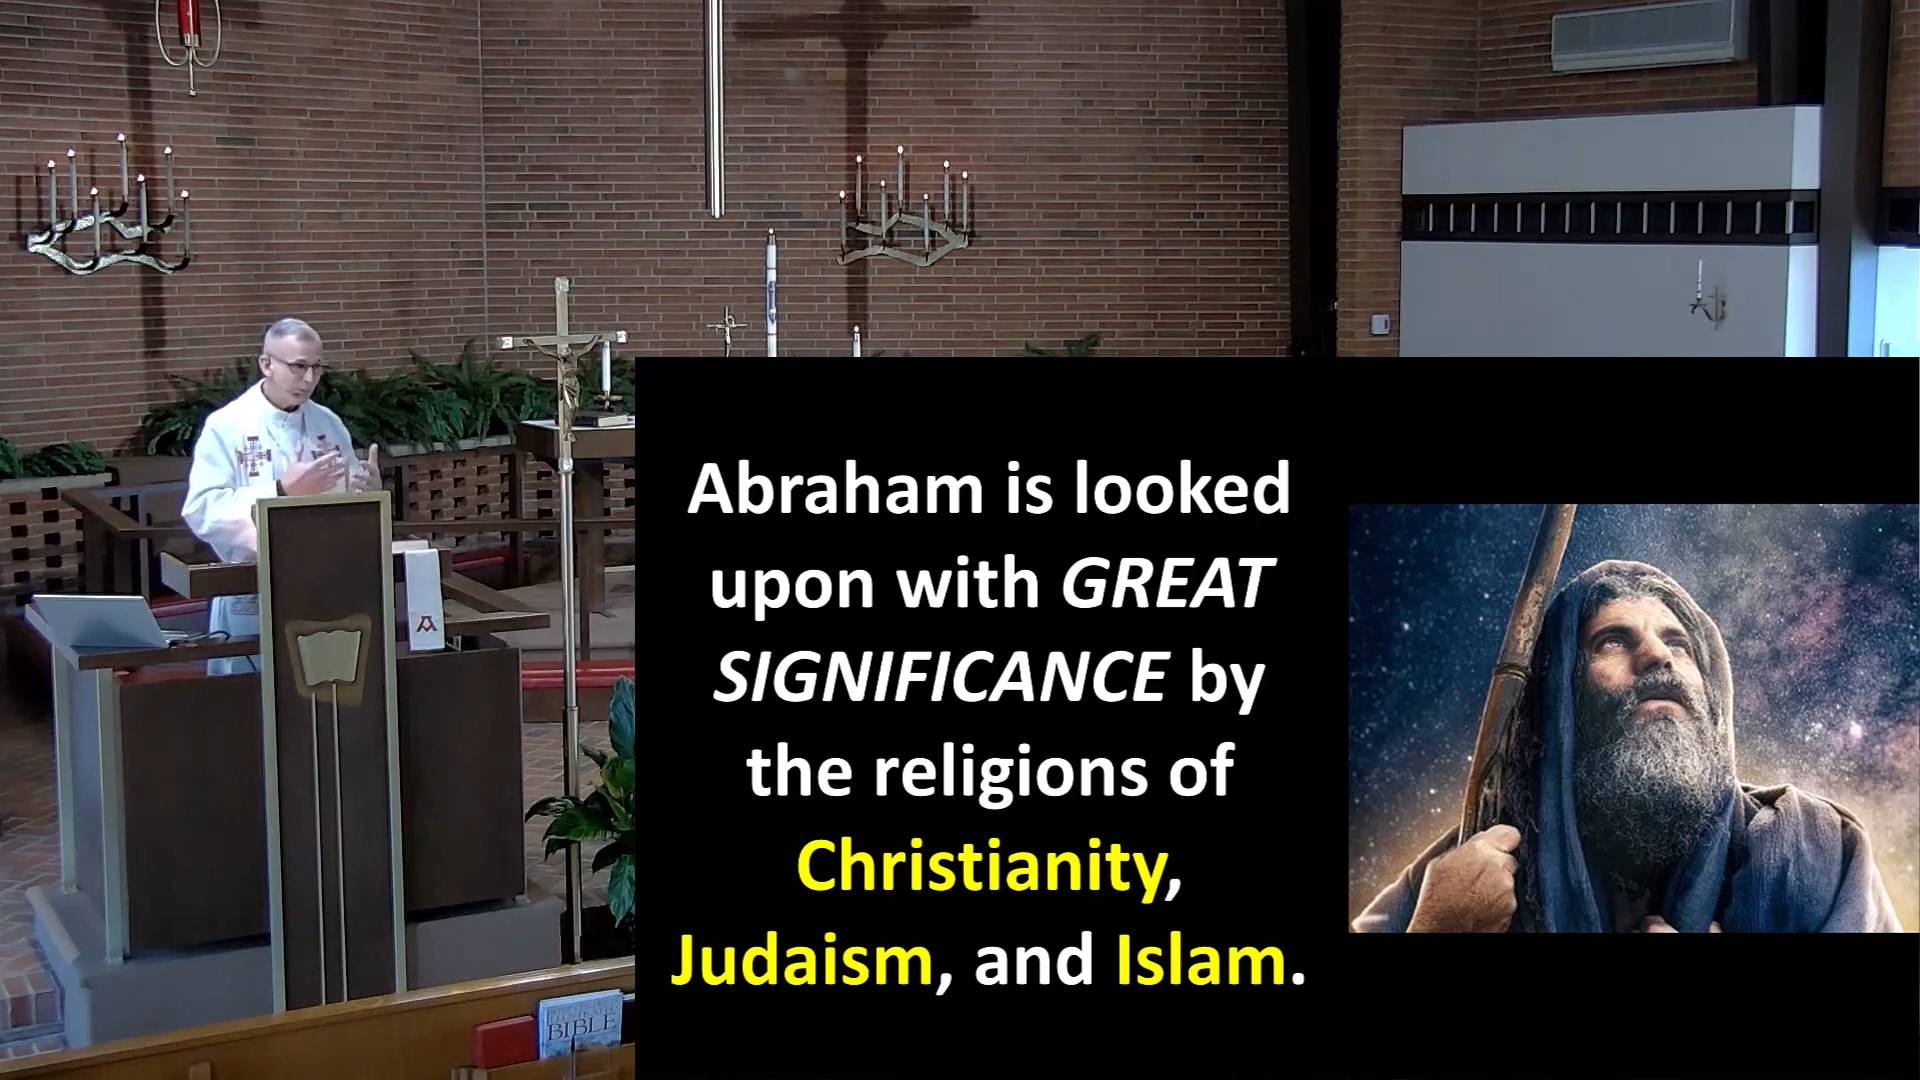 Abraham is looked
upon with GREAT
SIGNIFICANCE by
the religions of
Christianity,
Judaism, and Islam.
BIBLE